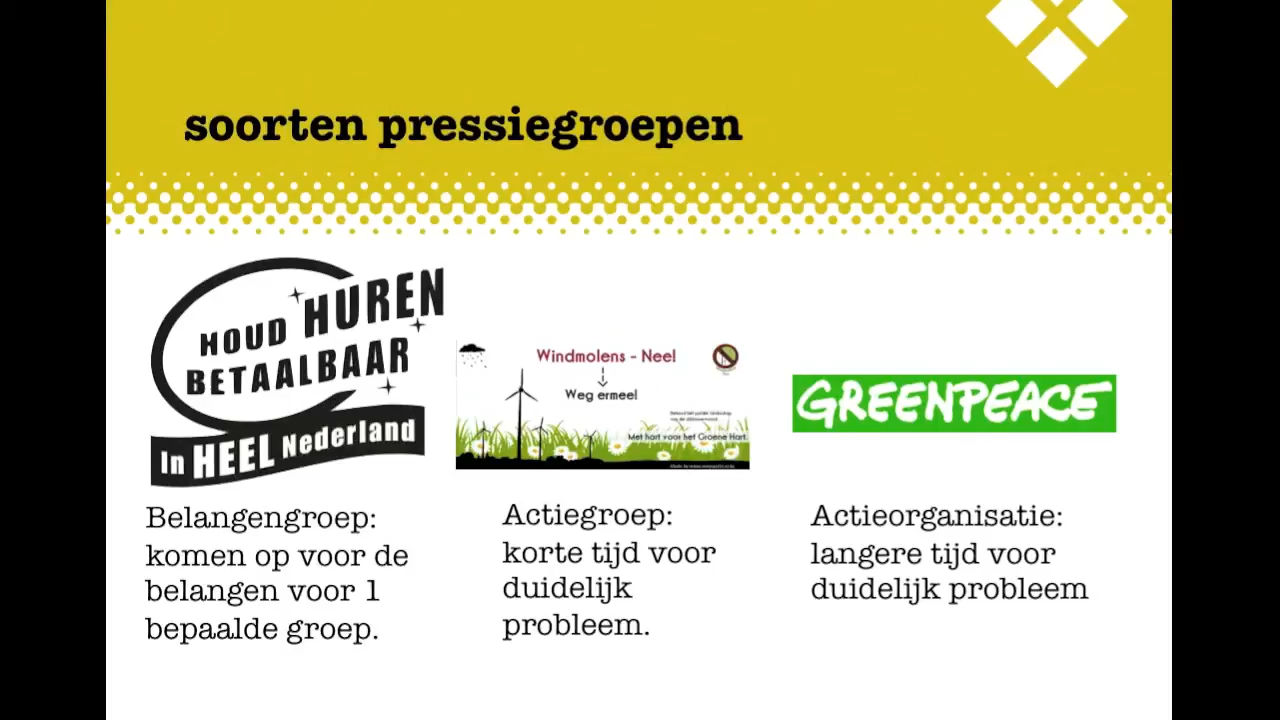 soorten pressiegroepen
HOUD HUREN
BETAALBAAR
In HEEL Nederland
Windmolens - Nee!
Weg ermee!
Met hart voor het Groene Hart.
GREENPEACE
Belangengroep:
komen op voor de
belangen voor 1
bepaalde groep.
Actiegroep:
korte tijd voor
duidelijk
probleem.
Actieorganisatie:
langere tijd voor
duidelijk probleem